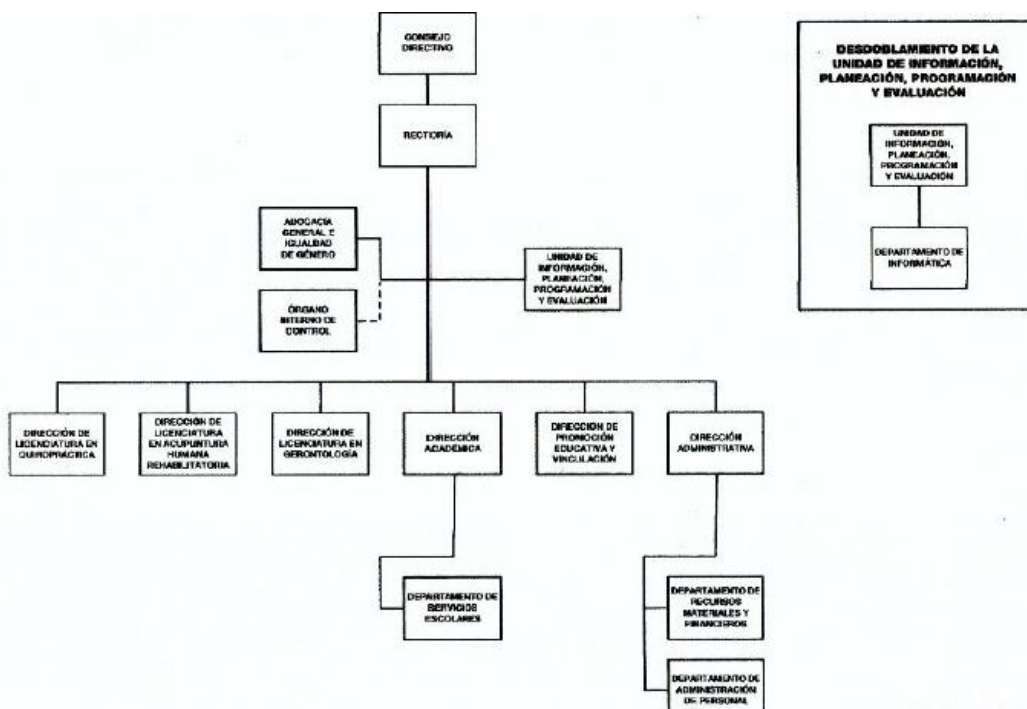 CONSEJO
DIRECTIVO
RECTORÍA
ABOGACÍA
GENERAL E
IGUALDAD
DE GÉNERO
UNIDAD DE
INFORMACIÓN,
PLANEACIÓN,
PROGRAMACIÓN
Y EVALUACIÓN
ÓRGANO
INTERNO DE
CONTROL
DIRECCIÓN DE
LICENCIATURA EN
QUIROPRÁCTICA
DIRECCIÓN DE
LICENCIATURA
EN ACUPUNTURA
HUMANA
REHABILITATORIA
DIRECCIÓN DE
LICENCIATURA EN
GERONTOLOGÍA
DIRECCIÓN
ACADÉMICA
DIRECCIÓN DE
PROMOCIÓN
EDUCATIVA Y
VINCULACIÓN
DIRECCIÓN
ADMINISTRATIVA
DEPARTAMENTO DE
SERVICIOS
ESCOLARES
DEPARTAMENTO DE
RECURSOS
MATERIALES Y
FINANCIEROS
DEPARTAMENTO DE
ADMINISTRACIÓN
DE PERSONAL
DESDOBLAMIENTO DE LA
UNIDAD DE INFORMACIÓN,
PLANEACIÓN, PROGRAMACIÓN
Y EVALUACIÓN
UNIDAD DE
INFORMACIÓN,
PLANEACIÓN,
PROGRAMACIÓN
Y EVALUACIÓN
DEPARTAMENTO DE
INFORMÁTICA